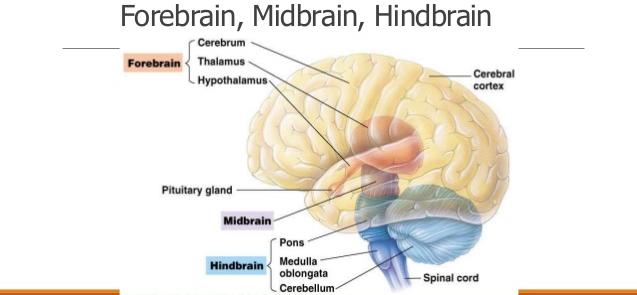 Forebrain, Midbrain, Hindbrain
Forebrain
Cerebrum
Thalamus
Hypothalamus
Cerebral
cortex
Pituitary gland
Midbrain
Hindbrain
Pons
Medulla
oblongata
Cerebellum
Spinal cord